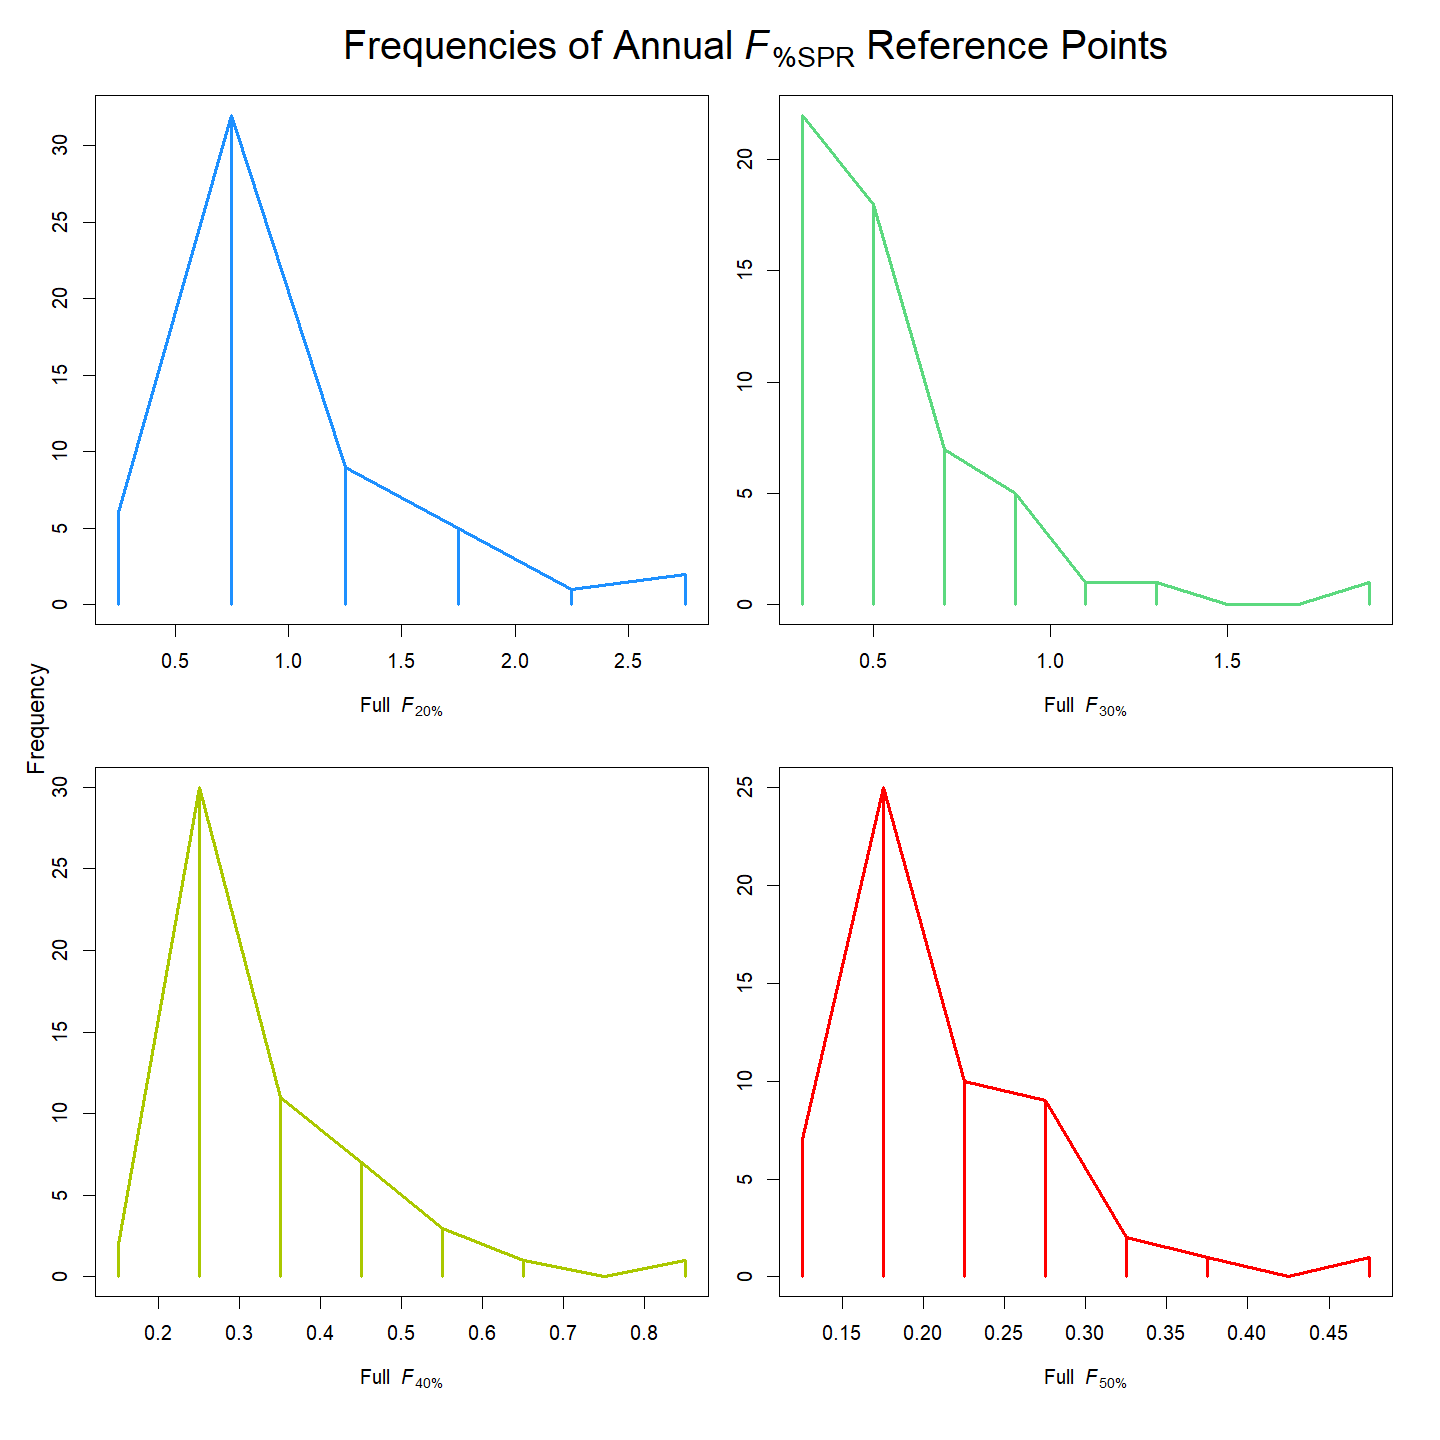 Frequencies of Annual F%SPR Reference Points
Frequency
0 5 10 15 20 25 30
0.5 1.0 1.5 2.0 2.5
Full F20%
0 5 10 15 20
0.5 1.0 1.5
Full F30%
0 5 10 15 20 25 30
0.2 0.3 0.4 0.5 0.6 0.7 0.8
Full F40%
0 5 10 15 20 25
0.15 0.20 0.25 0.30 0.35 0.40 0.45
Full F50%